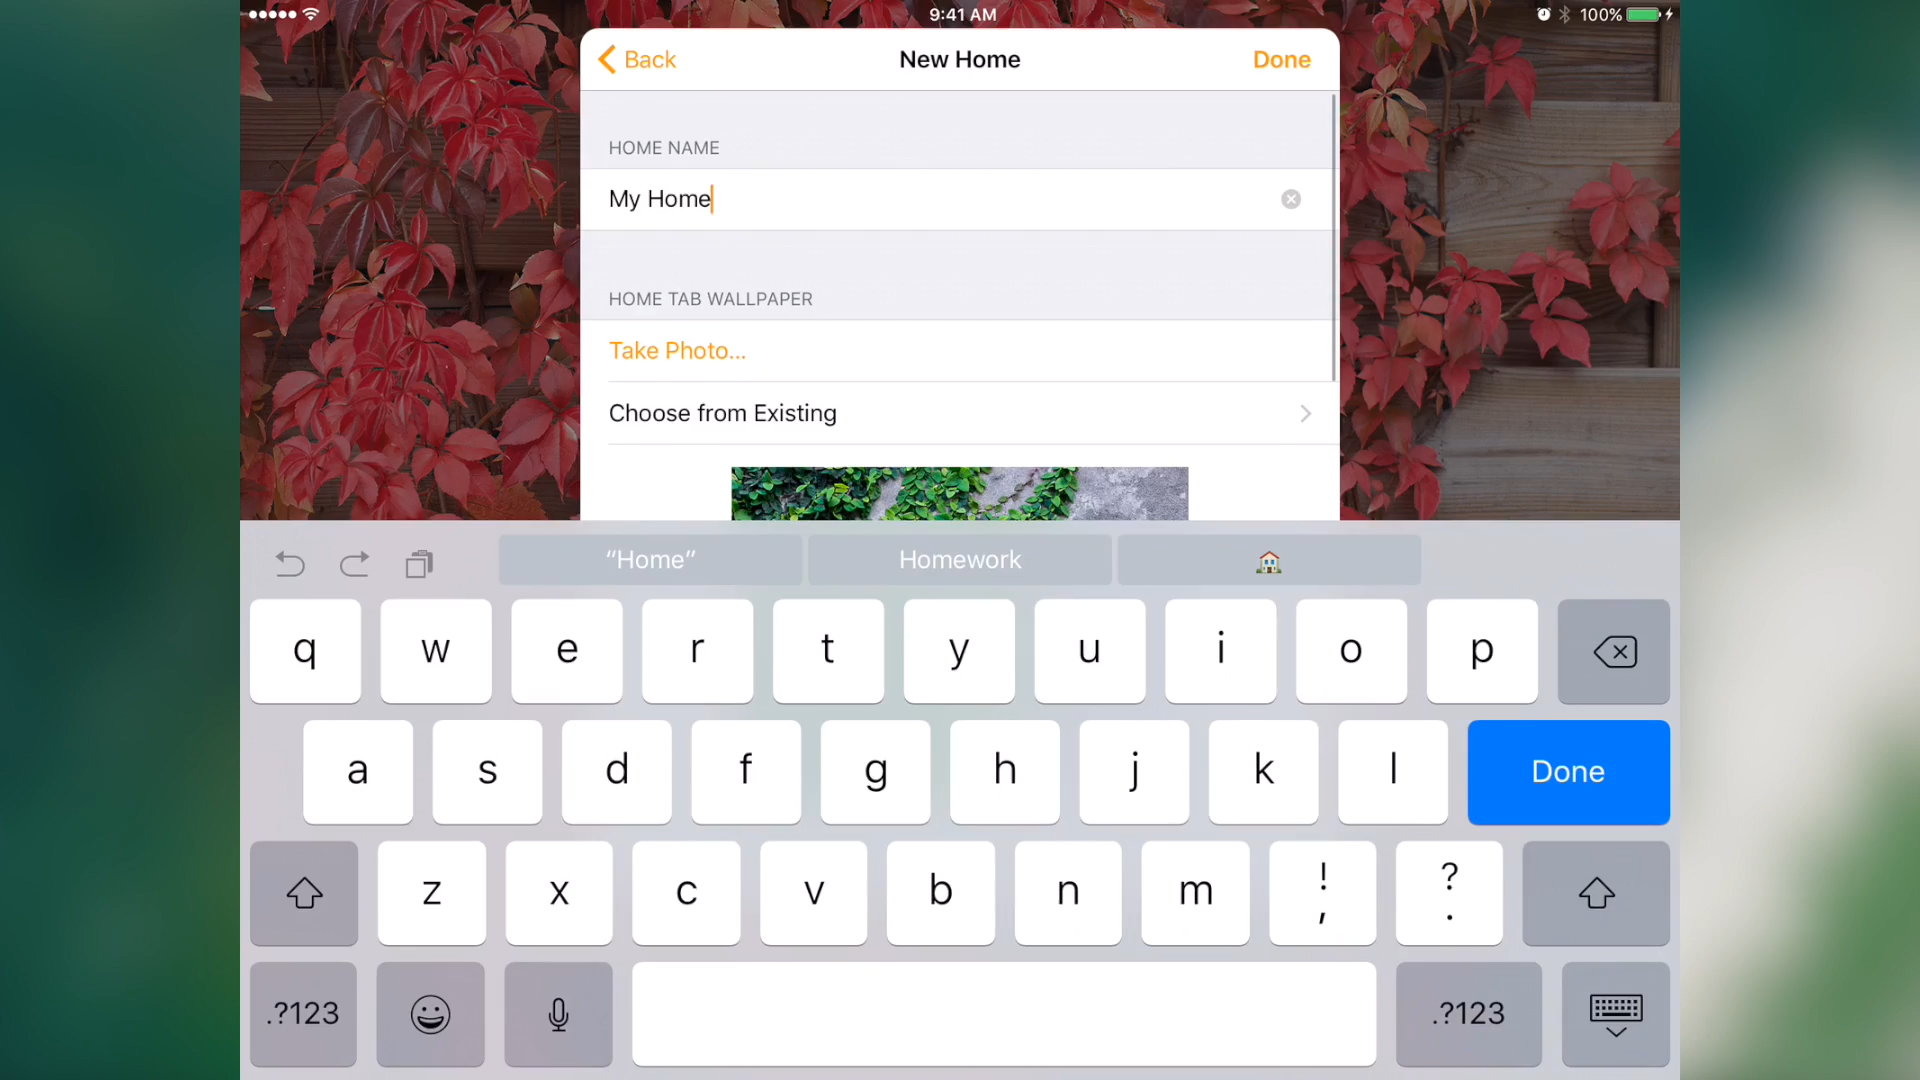 9:41 AM
100%
Back
New Home
Done
HOME NAME
My Home
HOME TAB WALLPAPER
Take Photo...
Choose from Existing
“Home”
Homework
q w e r t y u i o p
a s d f g h j k l Done
z x c v b n m ! , ? .
.?123 .?123